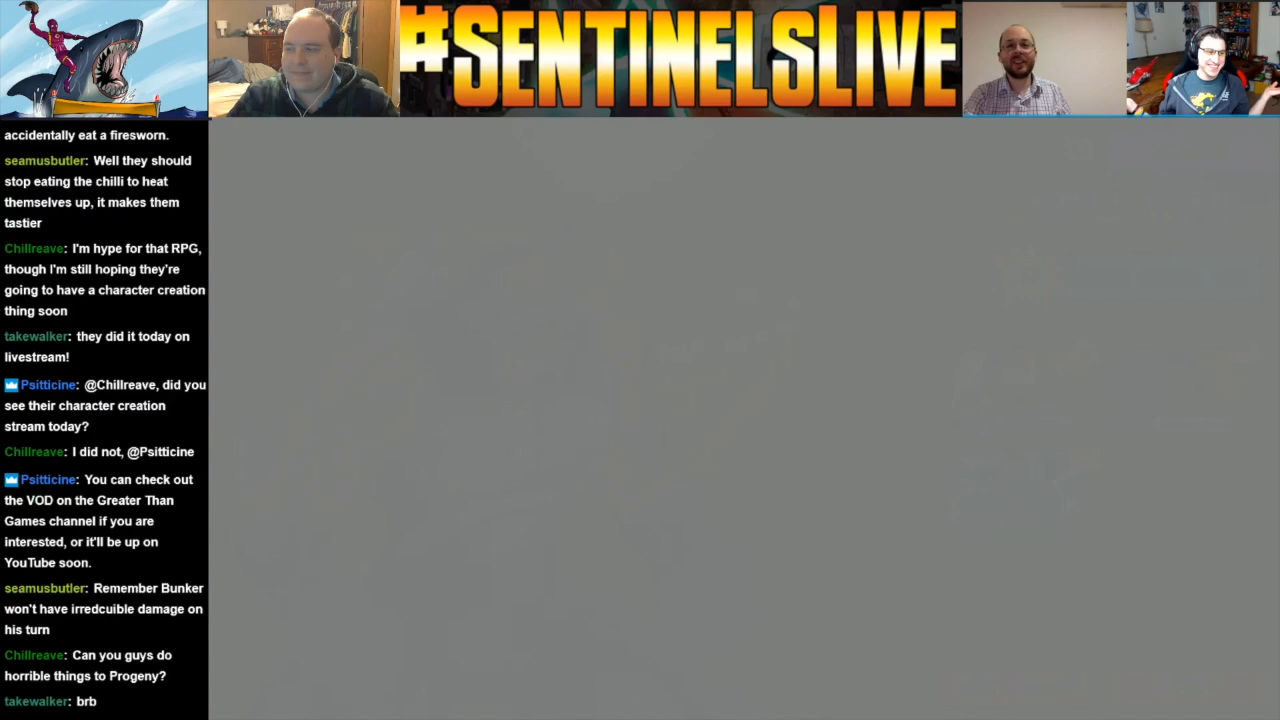 #SENTINELSLIVE
accidentally eat a firesworn.
seamusbutler: Well they should
stop eating the chilli to heat
themselves up, it makes them
tastier
Chillreave: I'm hype for that RPG,
though I'm still hoping they're
going to have a character creation
thing soon
takewalker: they did it today on
livestream!
Psitticine: @Chillreave, did you
see their character creation
stream today?
Chillreave: I did not, @Psitticine
Psitticine: You can check out
the VOD on the Greater Than
Games channel if you are
interested, or it'll be up on
YouTube soon.
seamusbutler: Remember Bunker
won't have irredcuible damage on
his turn
Chillreave: Can you guys do
horrible things to Progeny?
takewalker: brb